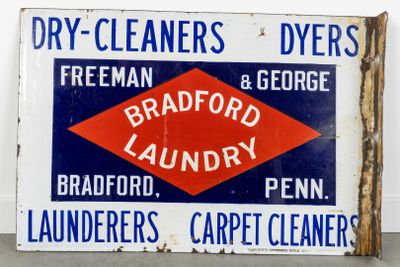 DRY-CLEANERS DYERS
FREEMAN & GEORGE
BRADFORD
LAUNDRY
BRADFORD, PENN.
LAUNDERERS CARPET CLEANERS